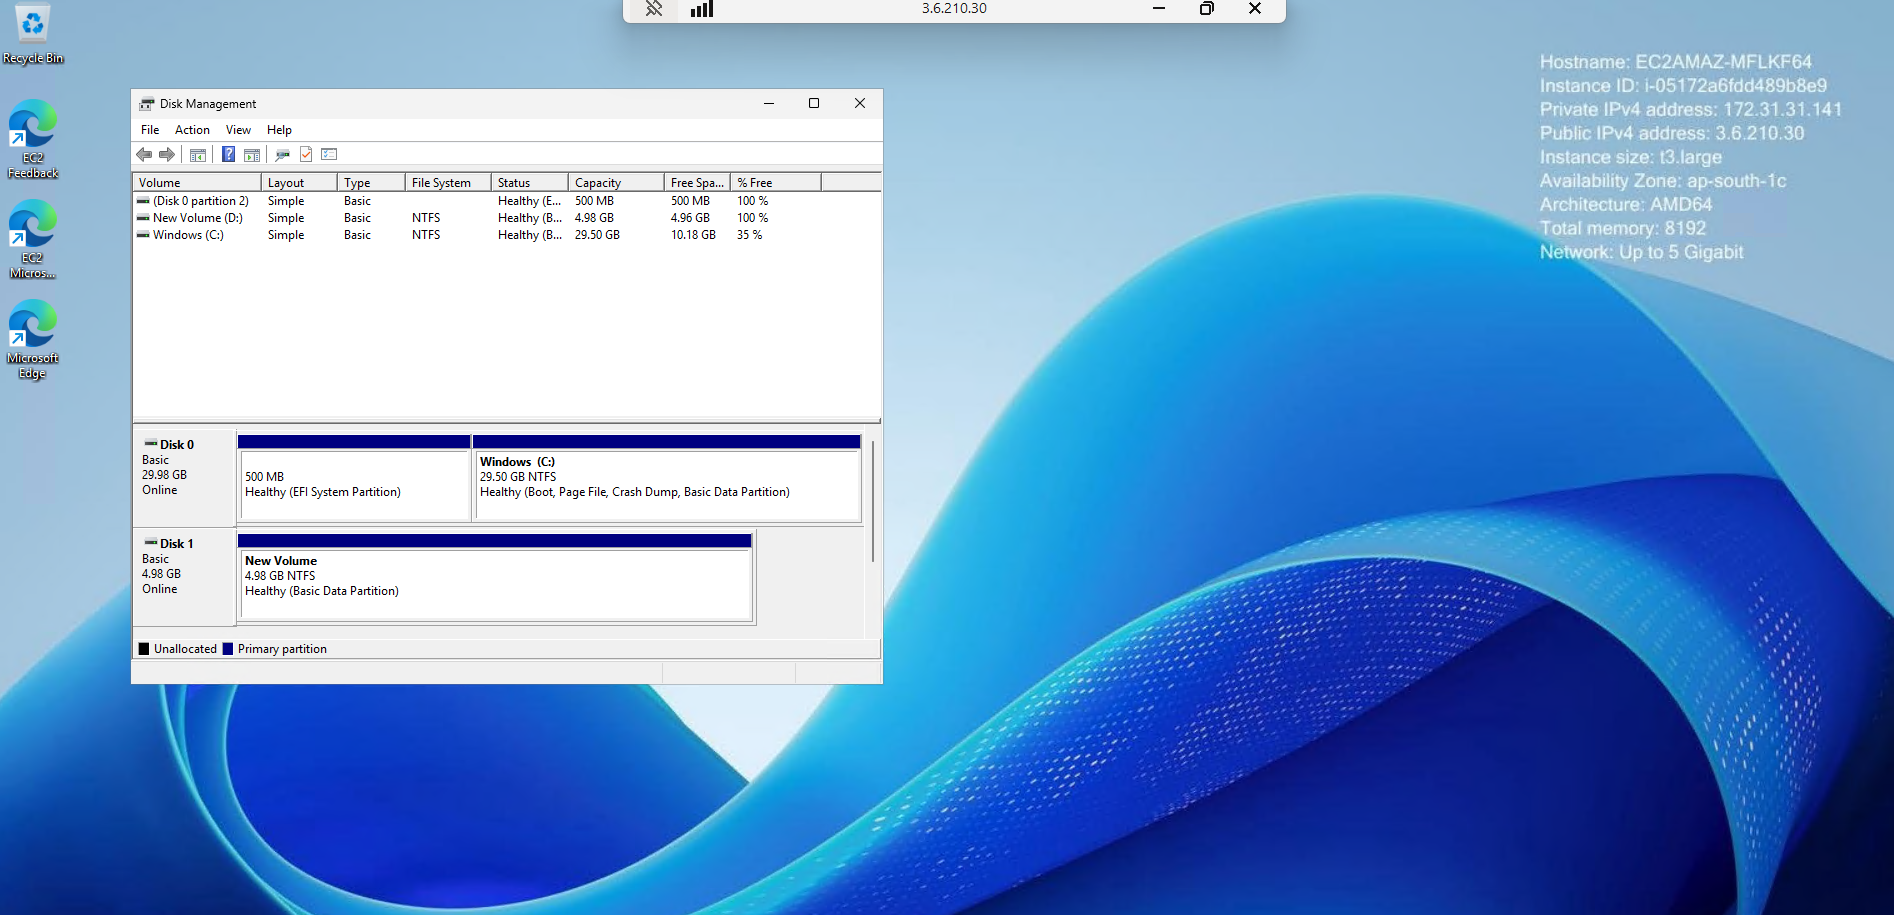 3.6.210.30
Recycle Bin
EC2
Feedback
EC2
Micros...
Microsoft
Edge
Hostname: EC2AMAZ-MFLKF64
Instance ID: i-05172a6fdd489b8e9
Private IPv4 address: 172.31.31.141
Public IPv4 address: 3.6.210.30
Instance size: t3.large
Availability Zone: ap-south-1c
Architecture: AMD64
Total memory: 8192
Network: Up to 5 Gigabit
Disk Management
File Action View Help
Volume Layout Type File System Status Capacity Free Spa... % Free
(Disk 0 partition 2) Simple Basic Healthy (E... 500 MB 500 MB 100 %
New Volume (D:) Simple Basic NTFS Healthy (B... 4.98 GB 4.96 GB 100 %
Windows (C:) Simple Basic NTFS Healthy (B... 29.50 GB 10.18 GB 35 %
Disk 0
Basic
29.98 GB
Online
500 MB
Healthy (EFI System Partition)
Windows (C:)
29.50 GB NTFS
Healthy (Boot, Page File, Crash Dump, Basic Data Partition)
Disk 1
Basic
4.98 GB
Online
New Volume
4.98 GB NTFS
Healthy (Basic Data Partition)
Unallocated Primary partition